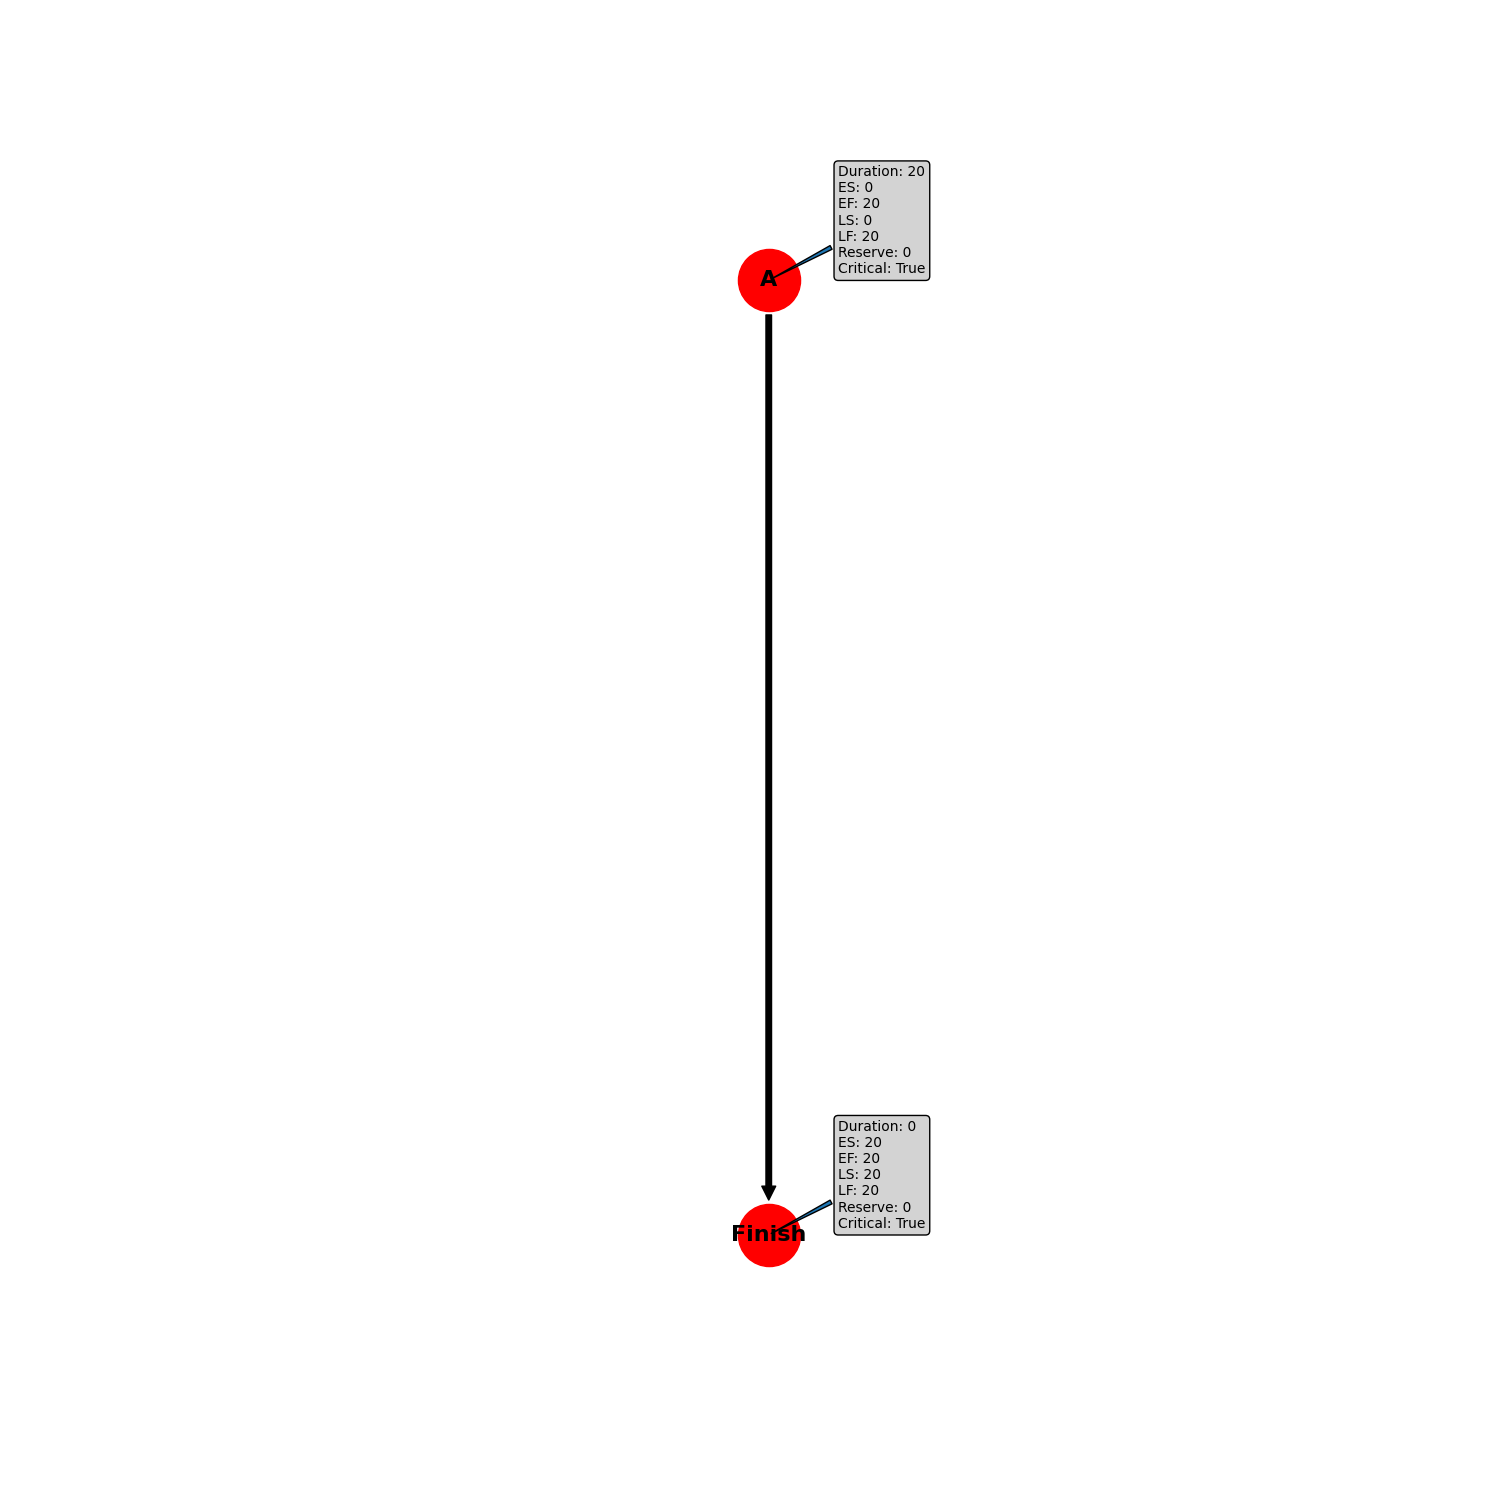 Duration: 20
ES: 0
EF: 20
LS: 0
LF: 20
Reserve: 0
Critical: True
A
Duration: 0
ES: 20
EF: 20
LS: 20
LF: 20
Reserve: 0
Critical: True
Finish